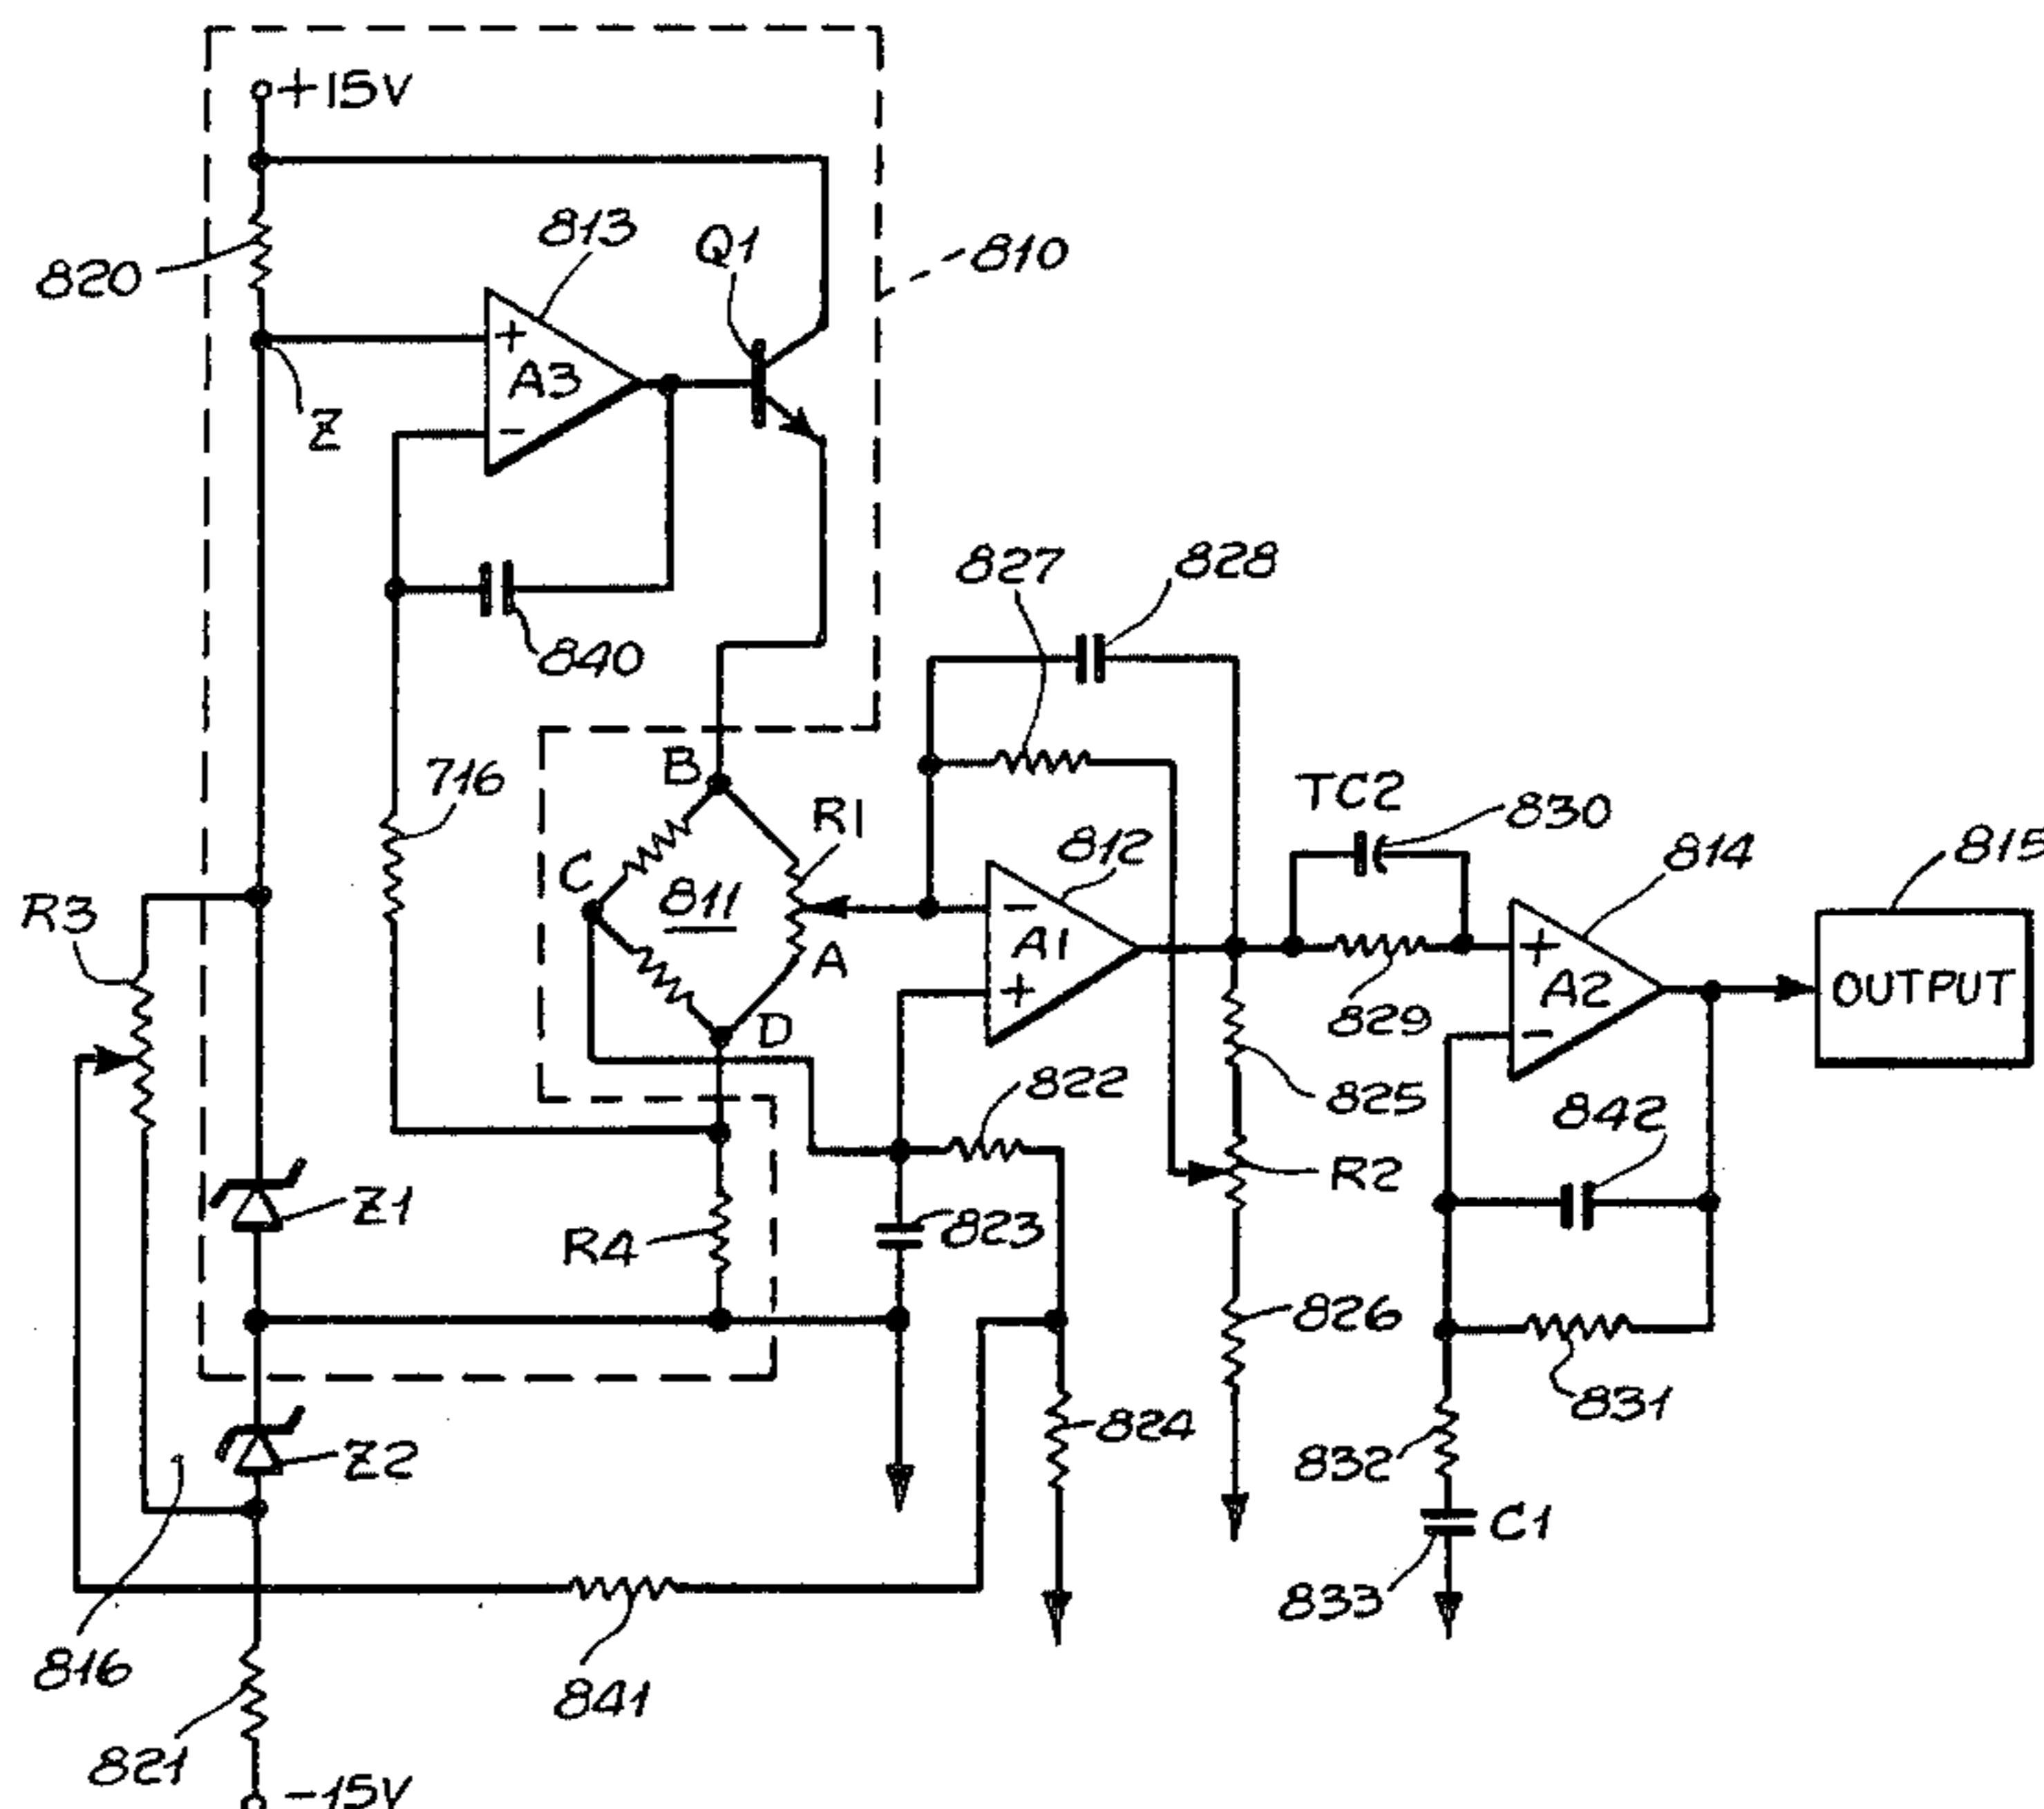 +15V
820
813
Q1
810
+
A3
-
Z
840
827
828
716
B
R1
C
811
A
D
812
-
A1
+
TC2
830
814
815
+
A2
-
OUTPUT
829
825
R3
822
842
R2
Z1
R4
823
826
831
824
832
Z2
C1
833
816
841
821
-15V